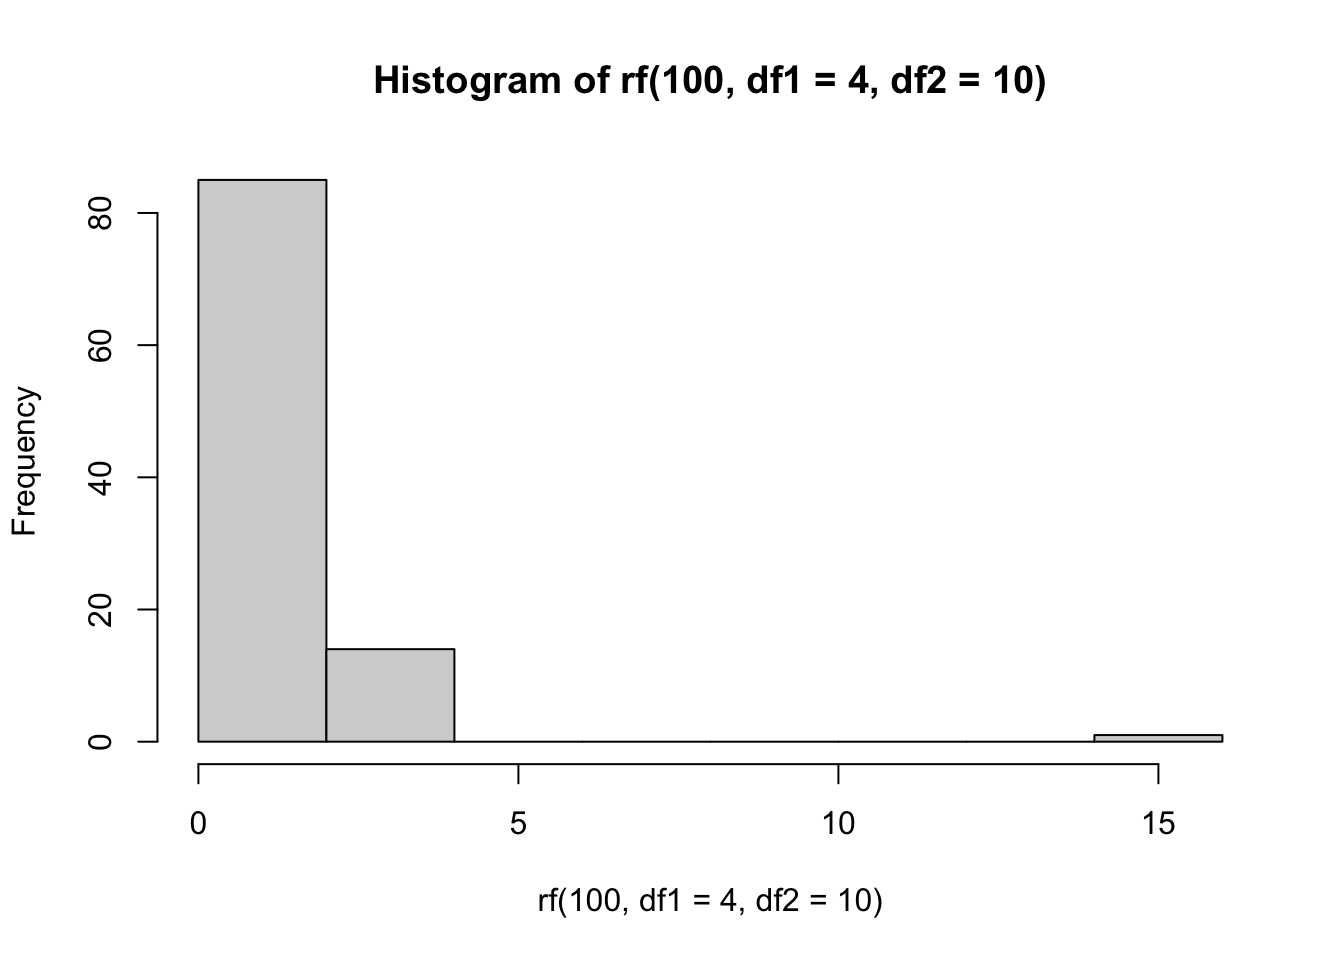 Histogram of rf(100, df1 = 4, df2 = 10)
Frequency
80
60
40
20
0
0 5 10 15
rf(100, df1 = 4, df2 = 10)